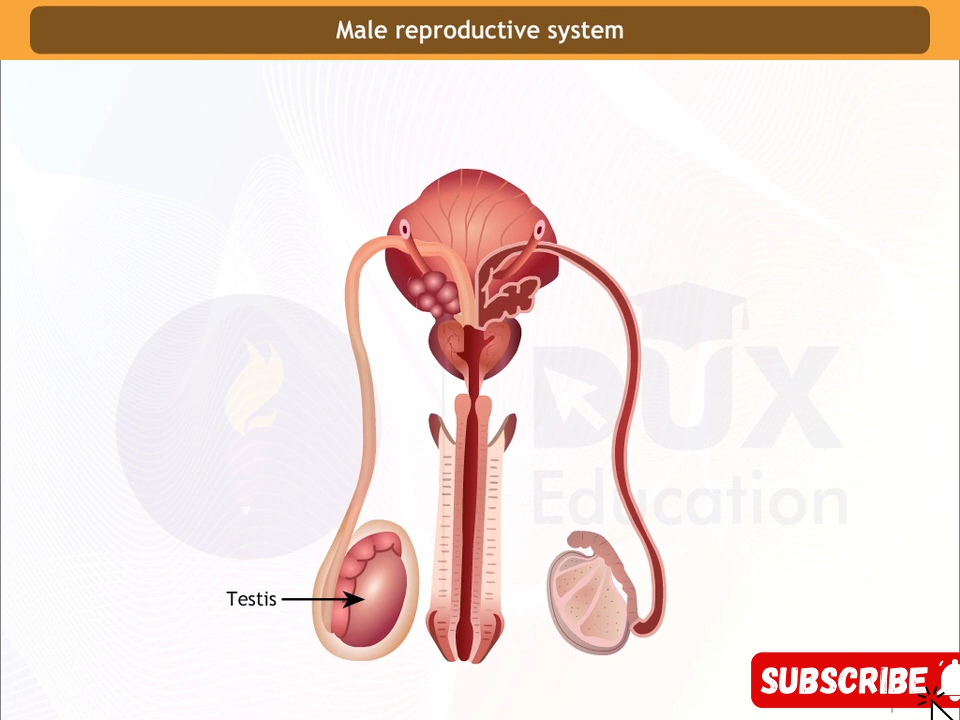 Male reproductive system
DUX
Education
Testis
SUBSCRIBE